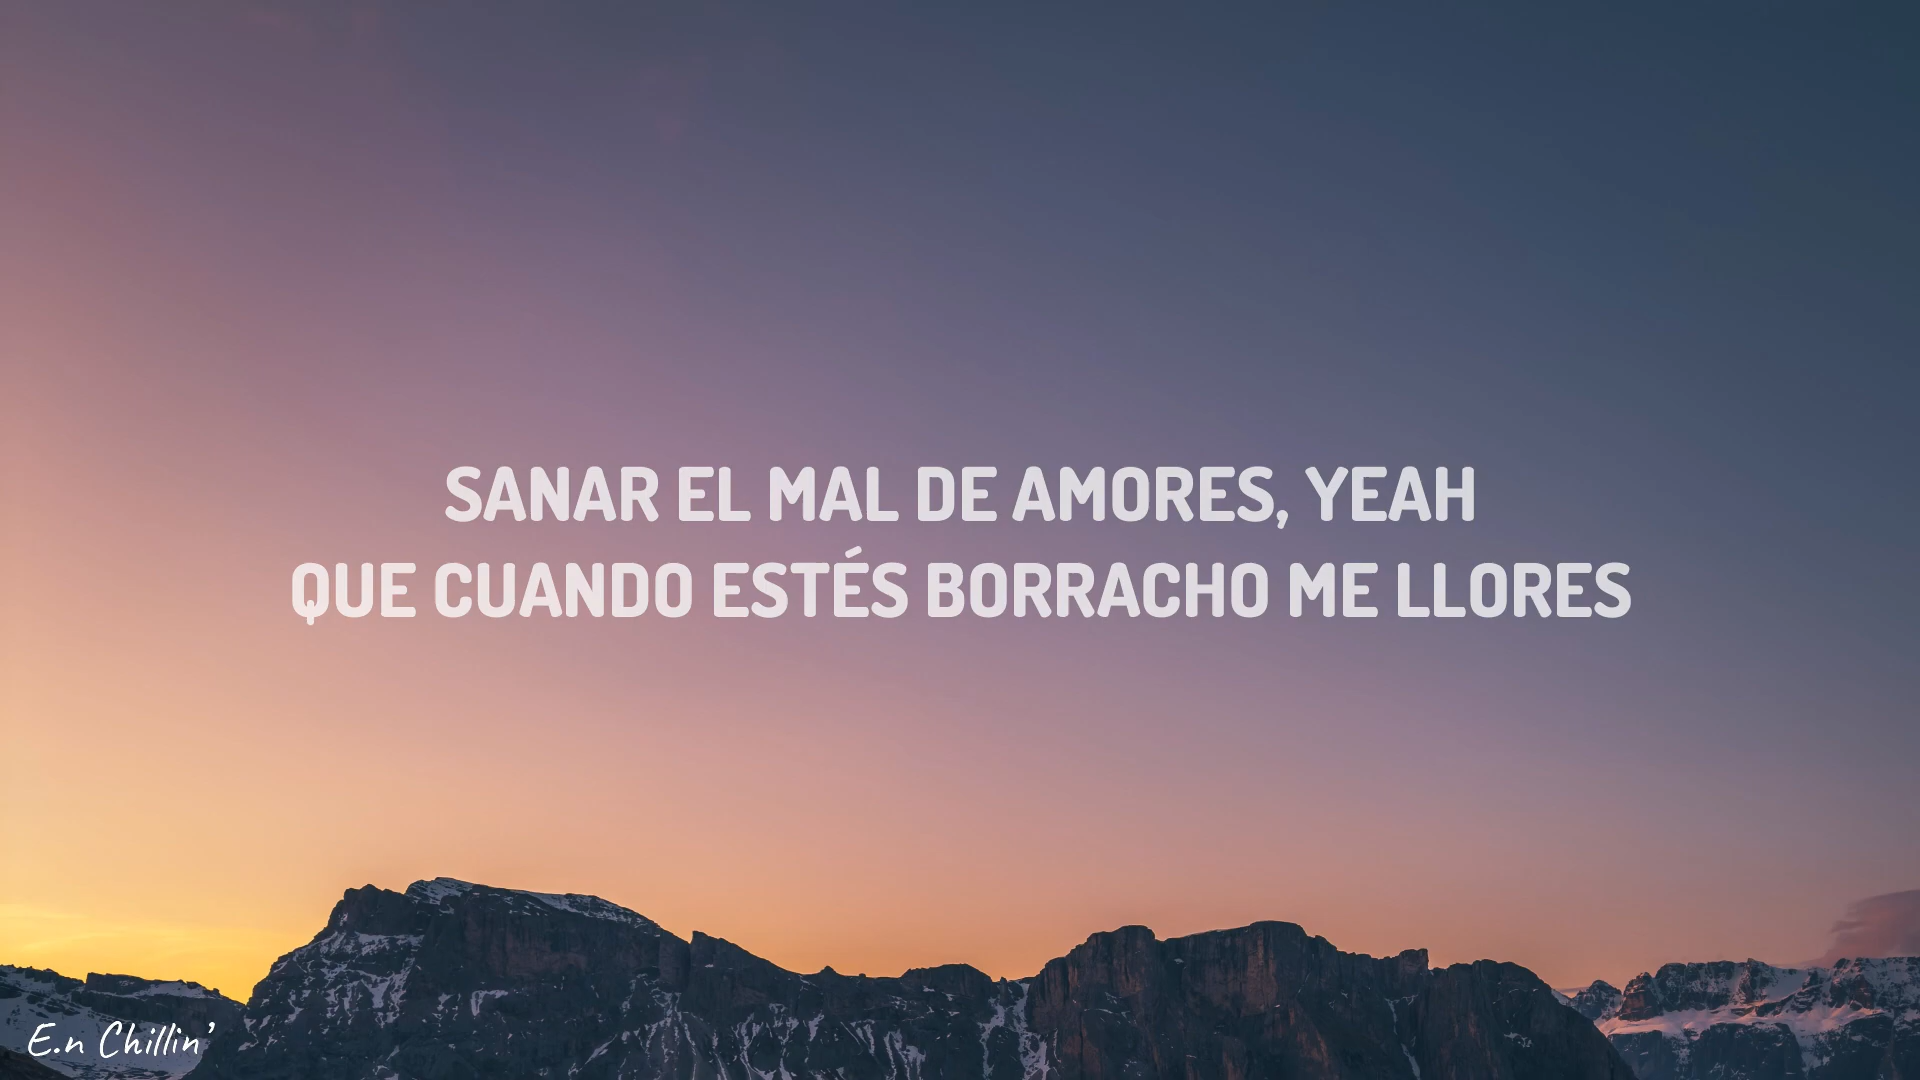 SANAR EL MAL DE AMORES, YEAH
QUE CUANDO ESTÉS BORRACHO ME LLORES
E.n Chillin'